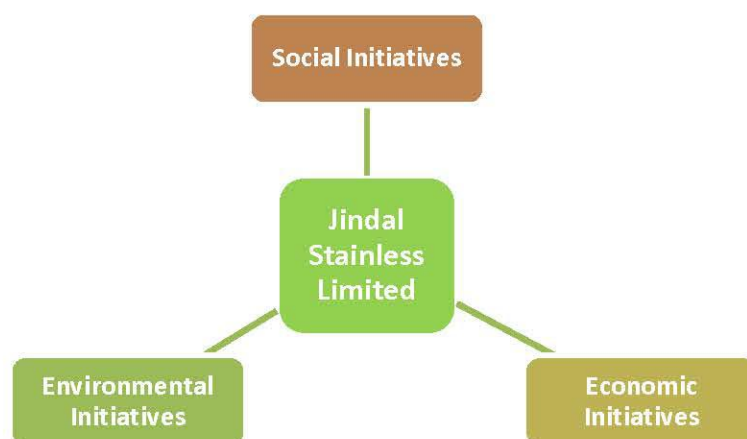 Social Initiatives
Jindal
Stainless
Limited
Environmental
Initiatives
Economic
Initiatives